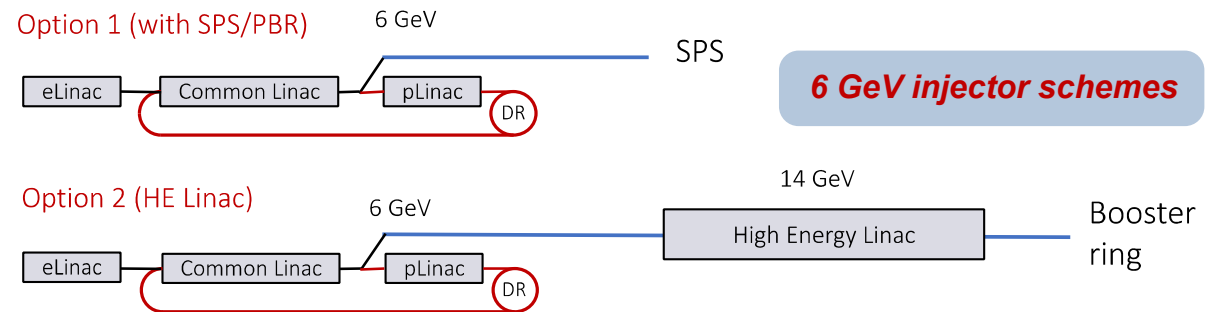 Option 1 (with SPS/PBR)
6 GeV
SPS
6 GeV injector schemes
eLinac
Common Linac
pLinac
DR
Option 2 (HE Linac)
6 GeV
14 GeV
High Energy Linac
Booster
ring
eLinac
Common Linac
pLinac
DR